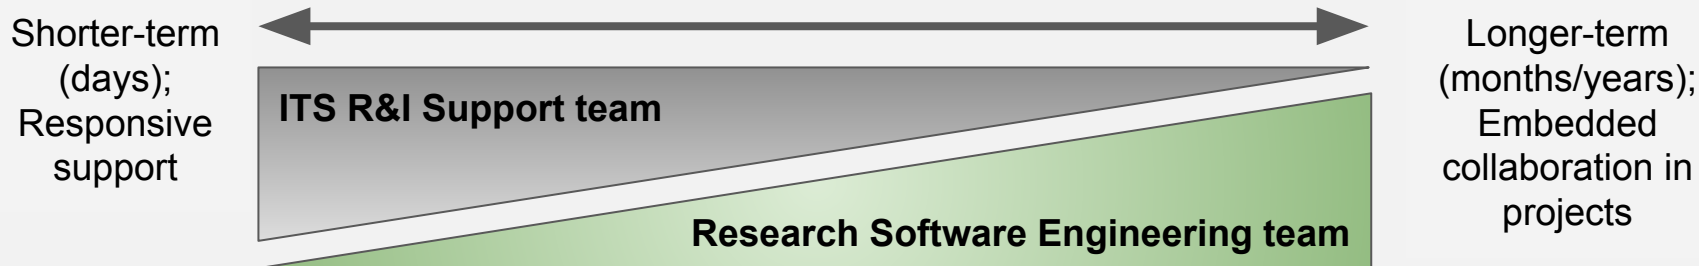 Shorter-term
(days);
Responsive
support
ITS R&I Support team
Research Software Engineering team
Longer-term
(months/years);
Embedded
collaboration in
projects